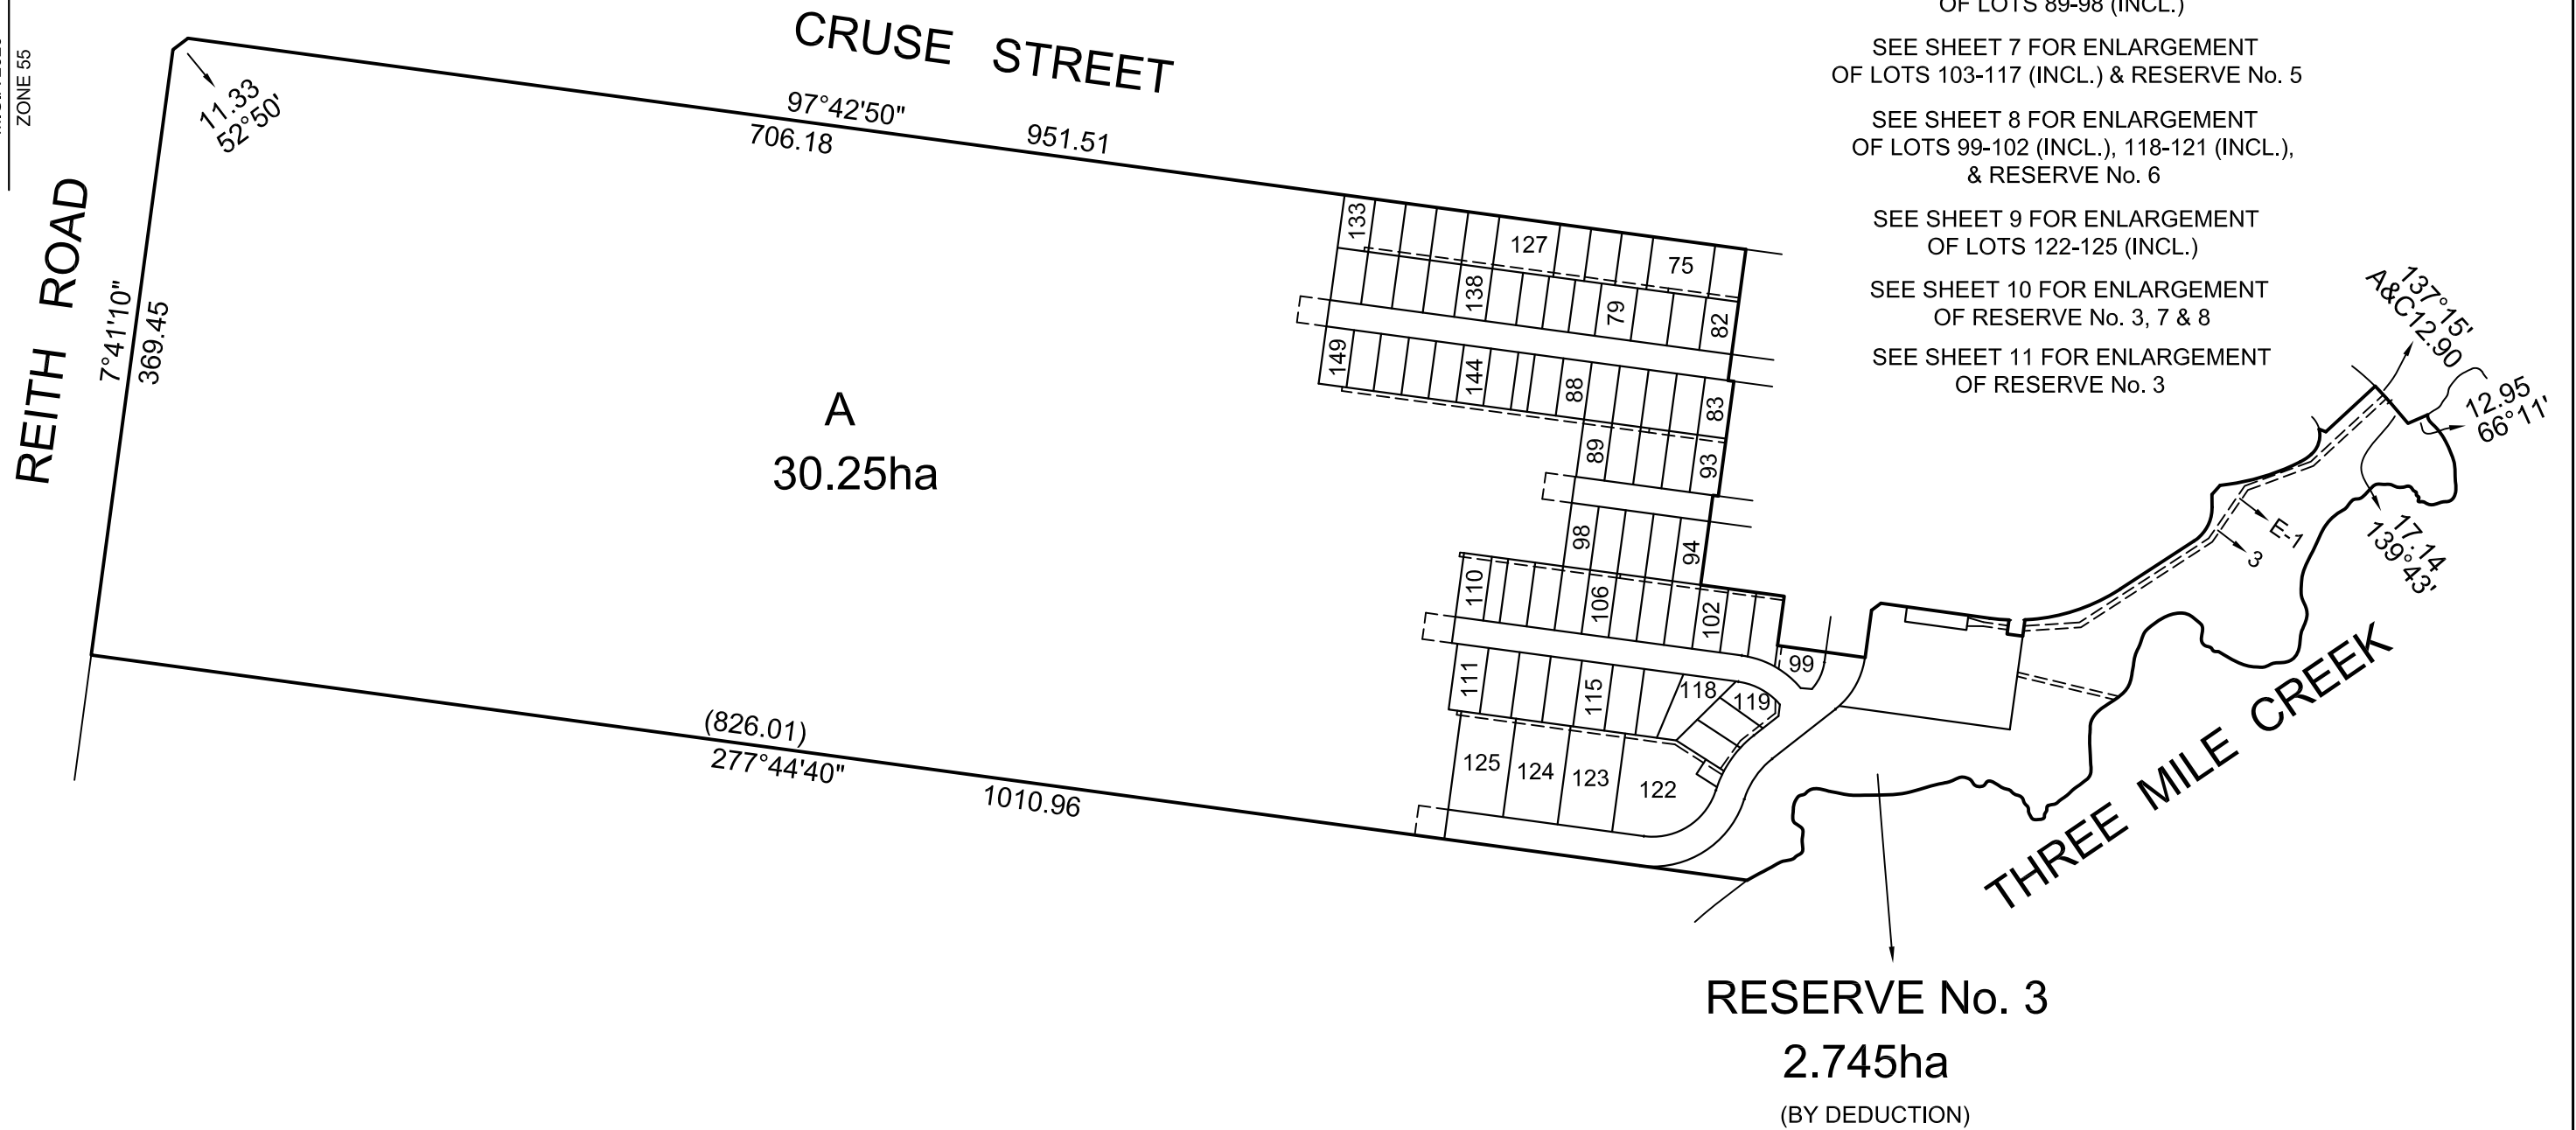 ZONE 55
CRUSE STREET
97°42'50"
706.18
951.51
11.33
52°50'
REITH ROAD
7°41'10"
369.45
A
30.25ha
(826.01)
277°44'40"
1010.96
133
127
75
138
79
82
149
144
88
83
89
93
98
94
110
106
102
99
111
115
118
119
125
124
123
122
OF LOTS 89-98 (INCL.)
SEE SHEET 7 FOR ENLARGEMENT
OF LOTS 103-117 (INCL.) & RESERVE No. 5
SEE SHEET 8 FOR ENLARGEMENT
OF LOTS 99-102 (INCL.), 118-121 (INCL.),
& RESERVE No. 6
SEE SHEET 9 FOR ENLARGEMENT
OF LOTS 122-125 (INCL.)
SEE SHEET 10 FOR ENLARGEMENT
OF RESERVE No. 3, 7 & 8
SEE SHEET 11 FOR ENLARGEMENT
OF RESERVE No. 3
137°15'
A&C12.90
12.95
66°11'
17.14
139°43'
E-1
3
THREE MILE CREEK
RESERVE No. 3
2.745ha
(BY DEDUCTION)